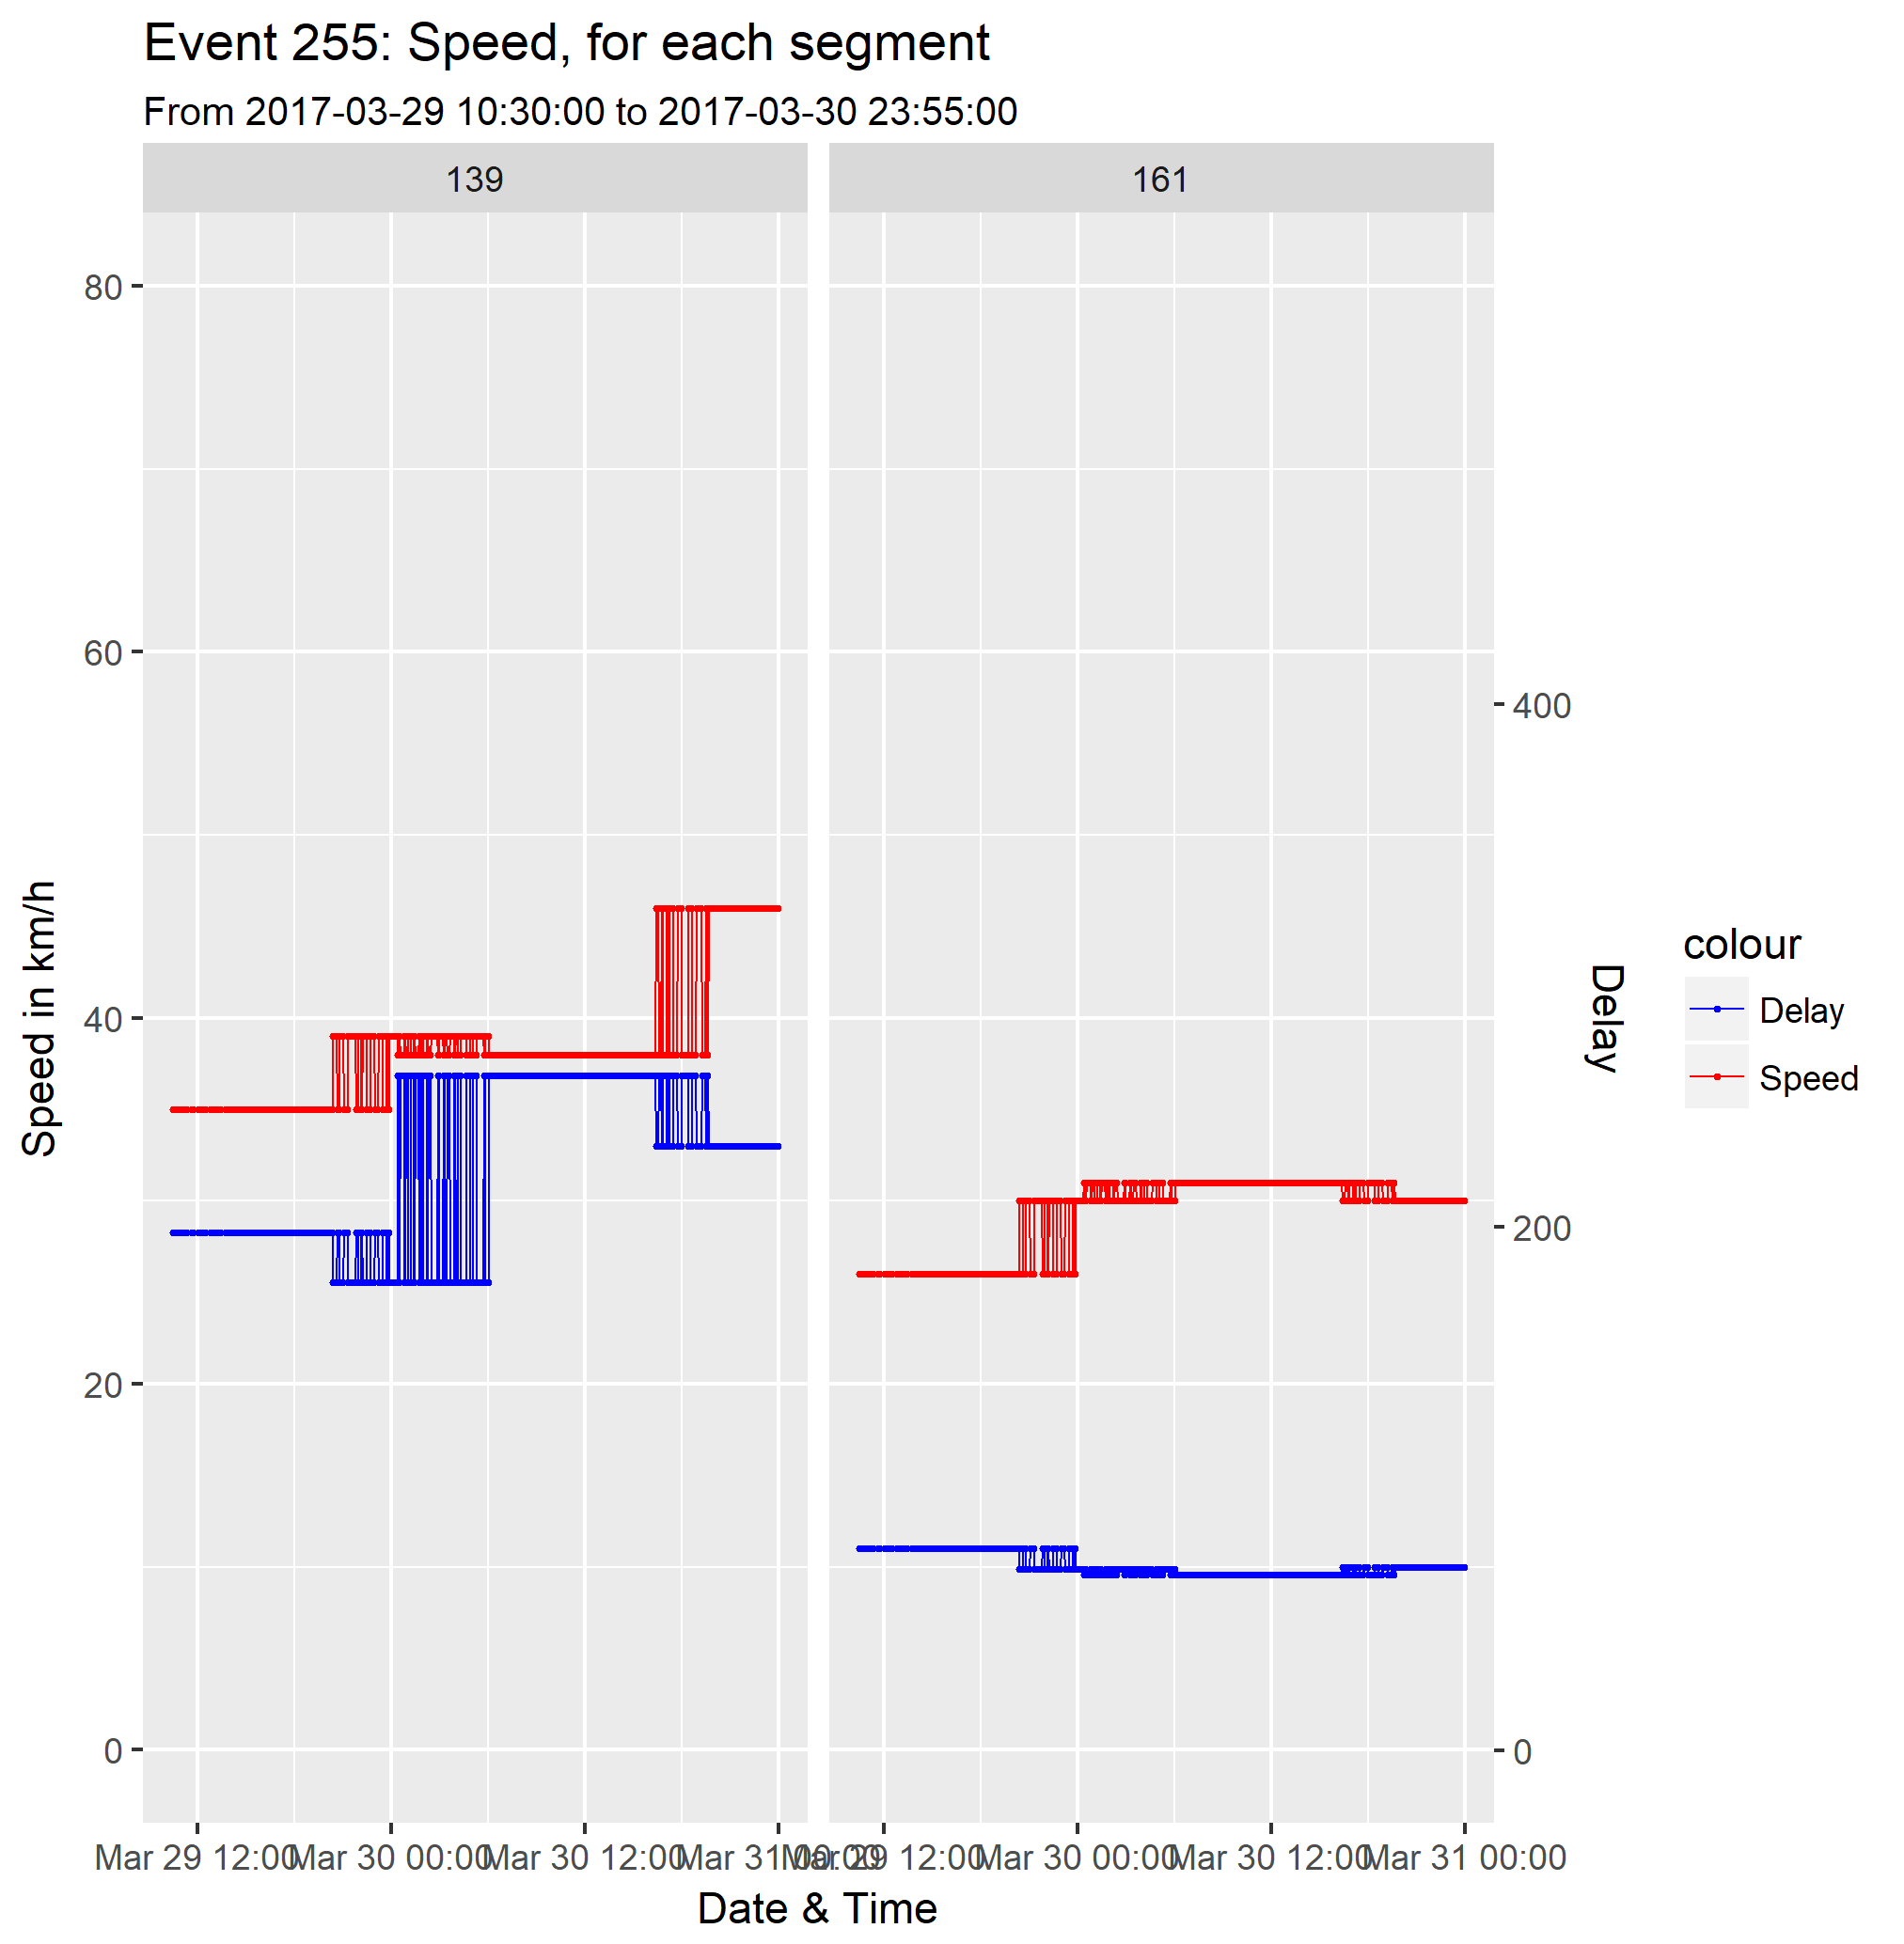 Event 255: Speed, for each segment
From 2017-03-29 10:30:00 to 2017-03-30 23:55:00
139
161
80
60
40
20
0
Speed in km/h
400
200
0
Delay
colour
Delay
Speed
Mar 29 12:00 Mar 30 00:00 Mar 30 12:00 Mar 31 00:00 Mar 29 12:00 Mar 30 00:00 Mar 30 12:00 Mar 31 00:00
Date & Time